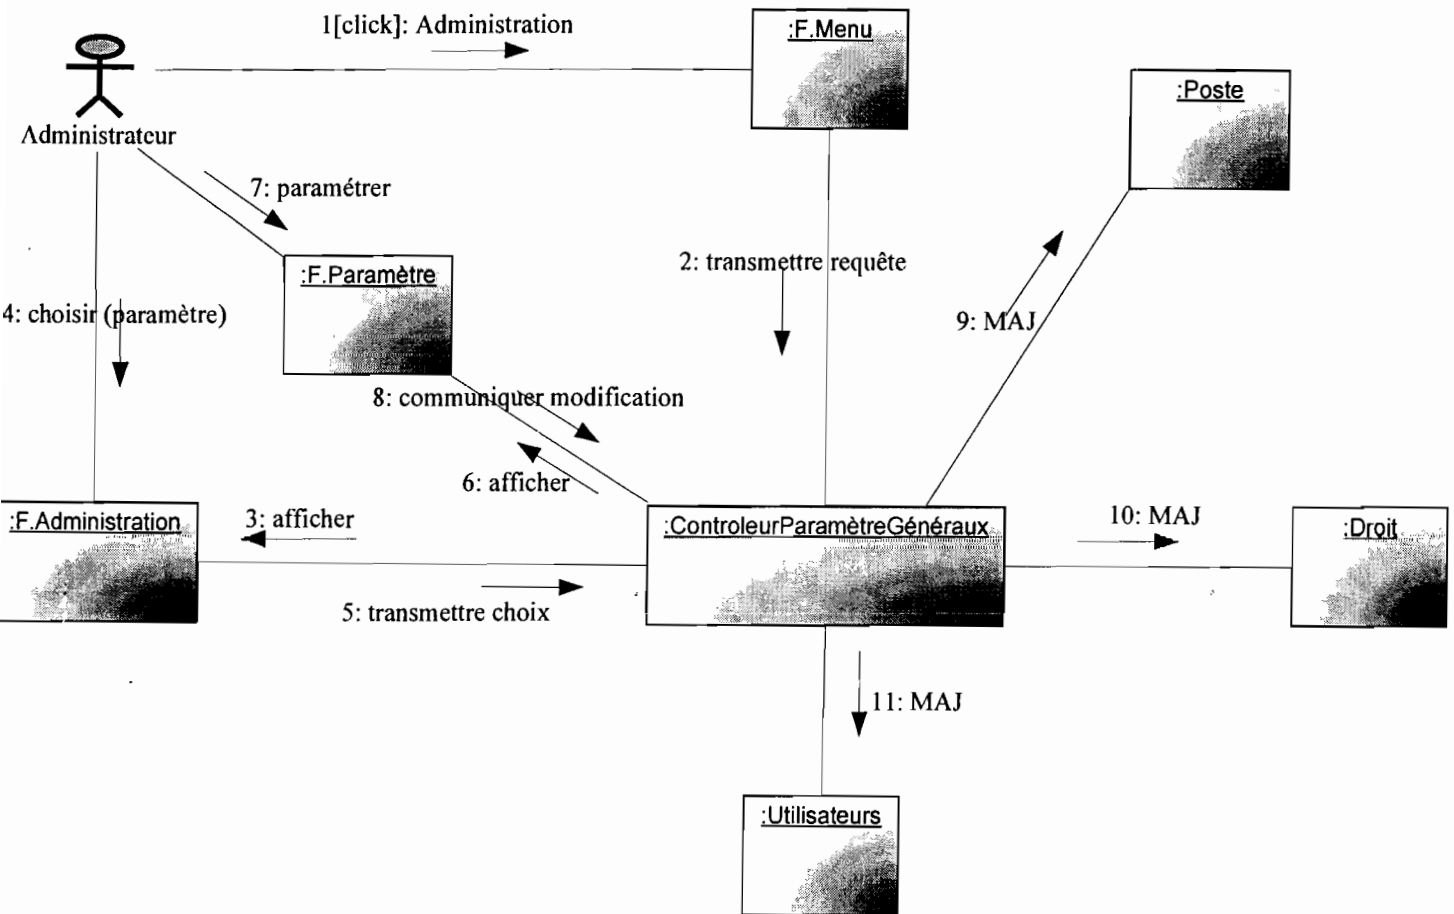 1[click]: Administration
:F.Menu
:Poste
Administrateur
7: paramétrer
2: transmettre requête
:F.Paramètre
4: choisir (paramètre)
9: MAJ
8: communiquer modification
6: afficher
:F.Administration
3: afficher
:ControleurParamètreGénéraux
10: MAJ
:Droit
5: transmettre choix
11: MAJ
:Utilisateurs